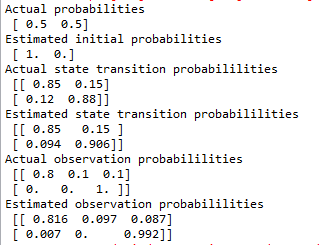 Actual probabilities
[ 0.5 0.5]
Estimated initial probabilities
[ 1. 0.]
Actual state transition probabililities
[[ 0.85 0.15]
[ 0.12 0.88]]
Estimated state transition probabililities
[[ 0.85 0.15 ]
[ 0.094 0.906]]
Actual observation probabililities
[[ 0.8 0.1 0.1]
[ 0. 0. 1. ]]
Estimated observation probabililities
[[ 0.816 0.097 0.087]
[ 0.007 0. 0.992]]